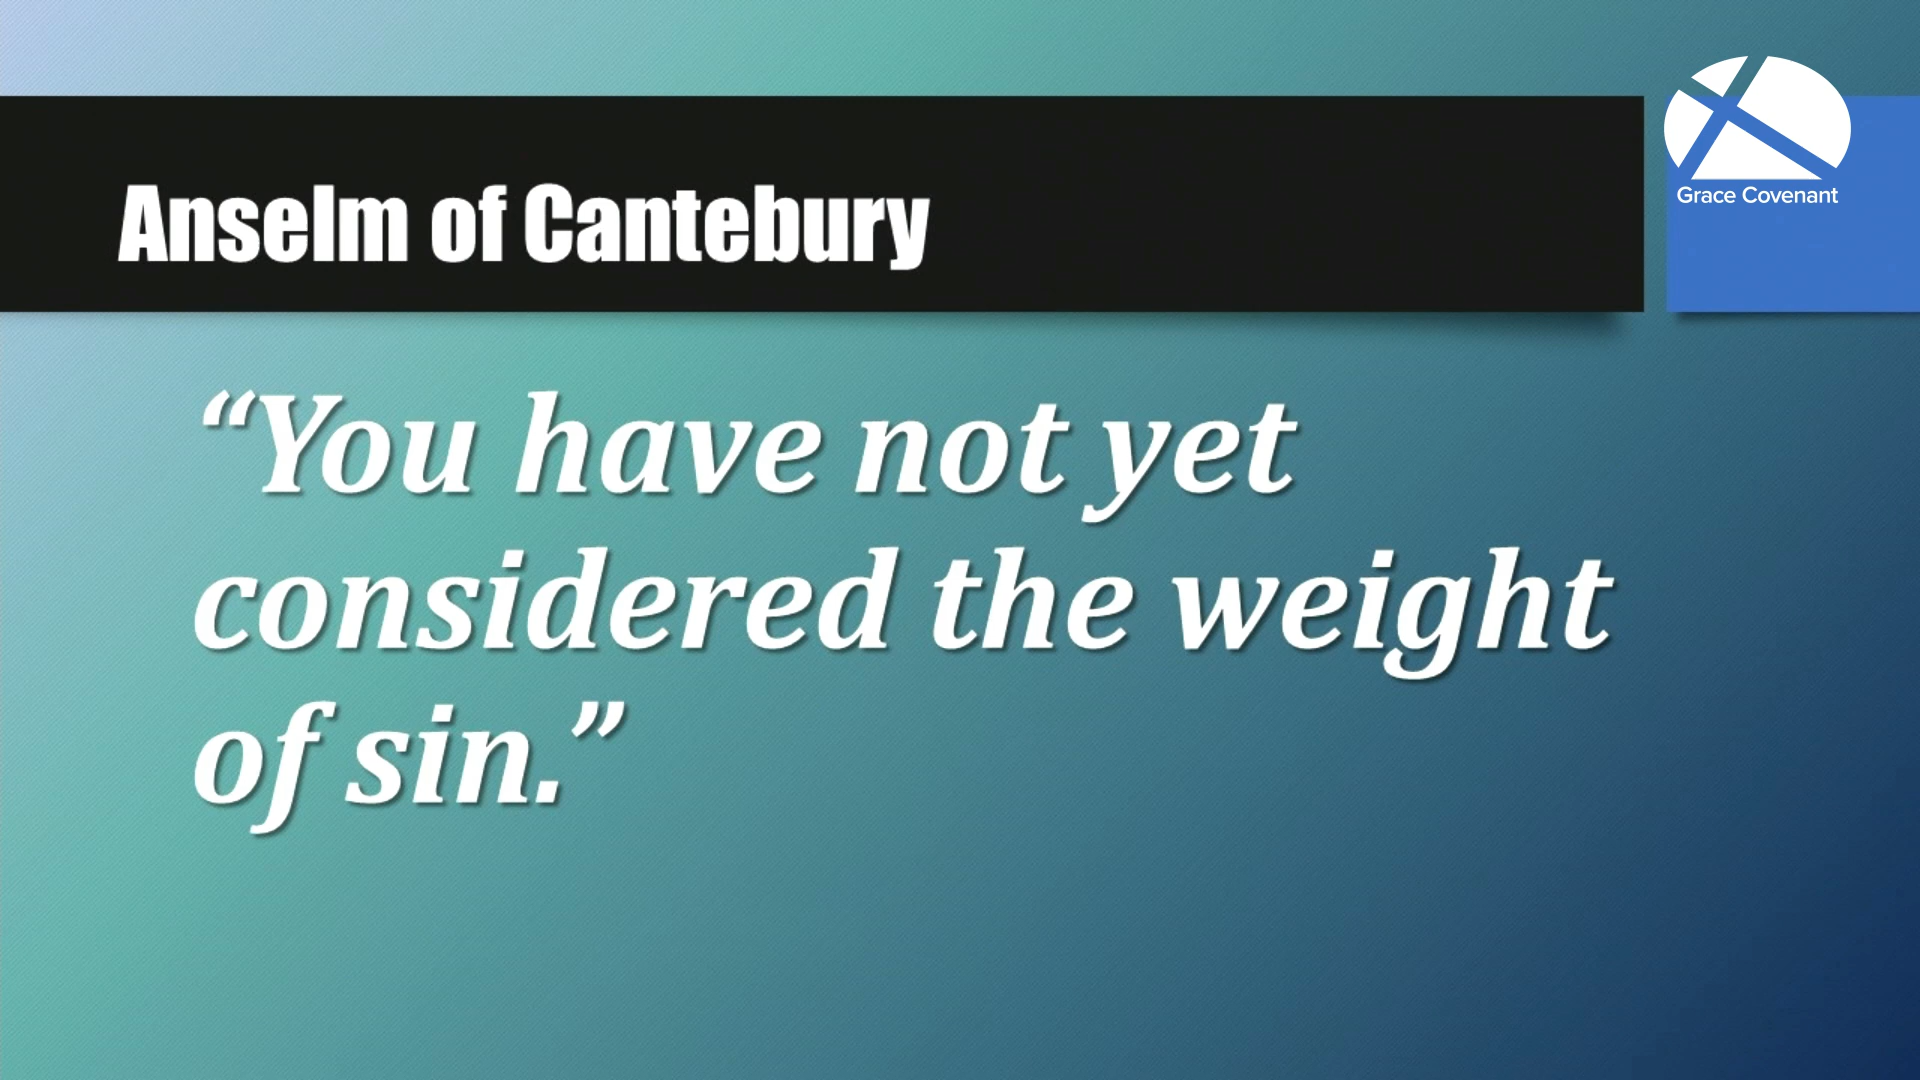 Grace Covenant
Anselm of Cantebury
“You have not yet
considered the weight
of sin.”